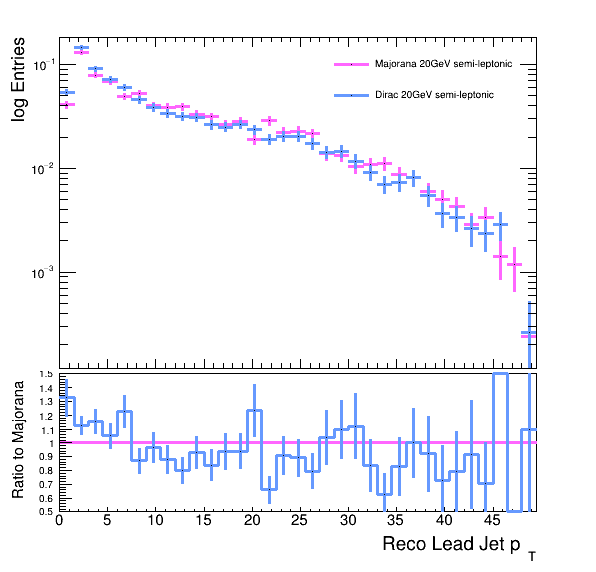 log Entries
10⁻¹
10⁻²
10⁻³
Majorana 20GeV semi-leptonic
Dirac 20GeV semi-leptonic
Ratio to Majorana
1.5
1.4
1.3
1.2
1.1
1
0.9
0.8
0.7
0.6
0.5
0 5 10 15 20 25 30 35 40 45
Reco Lead Jet p
T